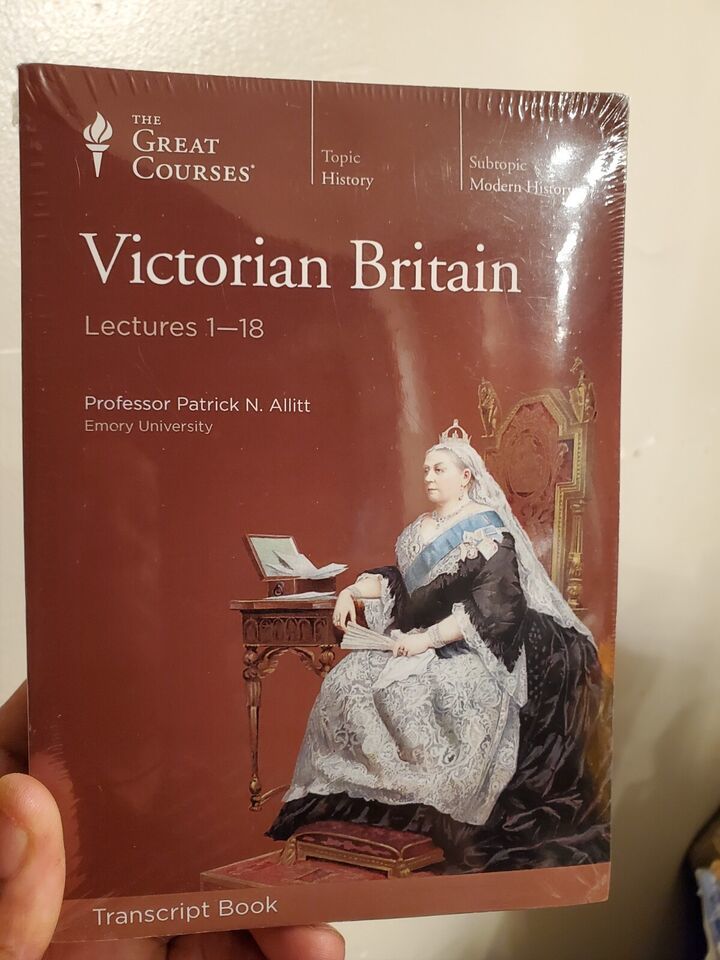 THE
GREAT
COURSES®
Topic
History
Subtopic
Modern History
Victorian Britain
Lectures 1—18
Professor Patrick N. Allitt
Emory University
Transcript Book